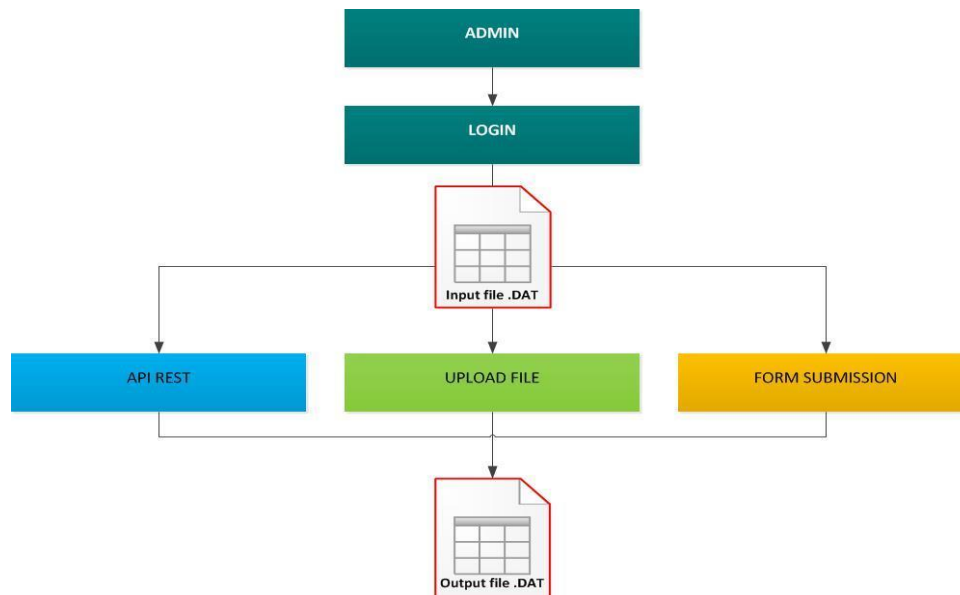 ADMIN
LOGIN
Input file .DAT
API REST
UPLOAD FILE
FORM SUBMISSION
Output file .DAT